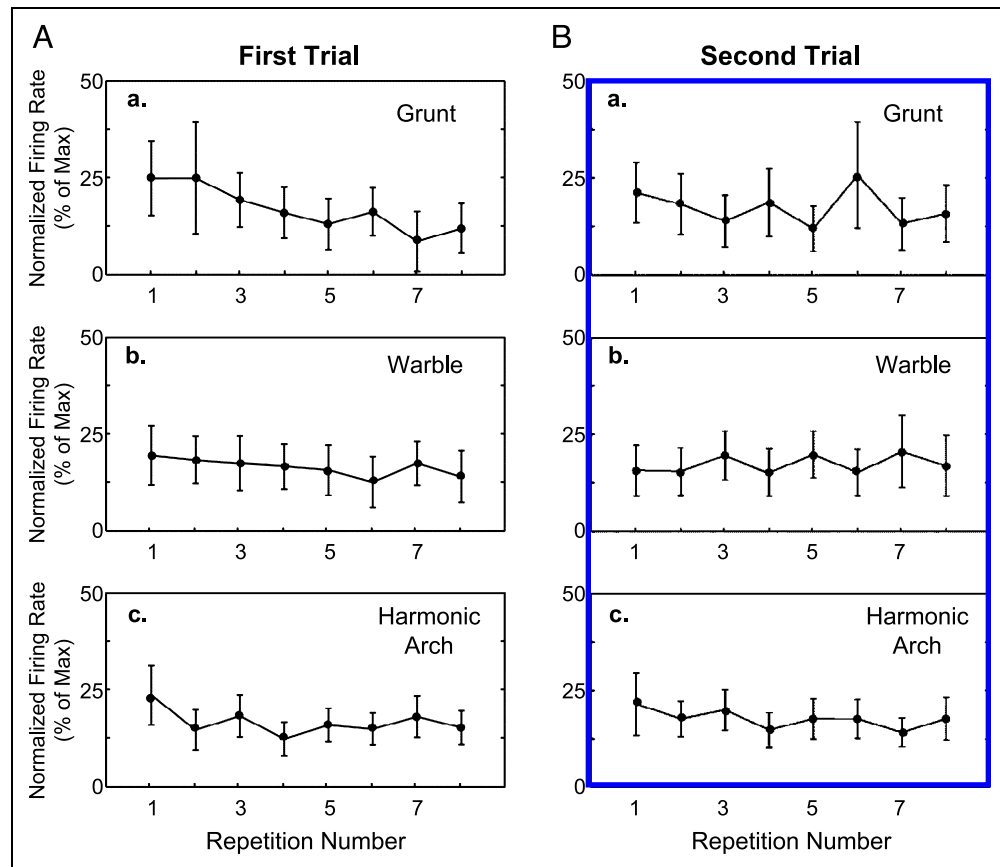 A
First Trial
Normalized Firing Rate
(% of Max)
50
25
0
a.
Grunt
1 3 5 7
Normalized Firing Rate
(% of Max)
50
25
0
b.
Warble
1 3 5 7
Normalized Firing Rate
(% of Max)
50
25
0
c.
Harmonic
Arch
1 3 5 7
Repetition Number
B
Second Trial
50
25
0
a.
Grunt
1 3 5 7
50
25
0
b.
Warble
1 3 5 7
50
25
0
c.
Harmonic
Arch
1 3 5 7
Repetition Number